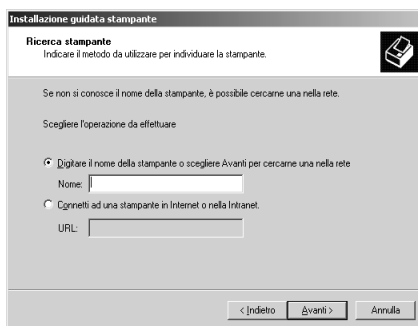 Installazione guidata stampante
Ricerca stampante
Indicare il metodo da utilizzare per individuare la stampante.
Se non si conosce il nome della stampante, è possibile cercarne una nella rete.
Scegliere l'operazione da effettuare
Digitare il nome della stampante o scegliere Avanti per cercarne una nella rete
Nome:
Connetti ad una stampante in Internet o nella Intranet.
URL:
< Indietro Avanti > Annulla